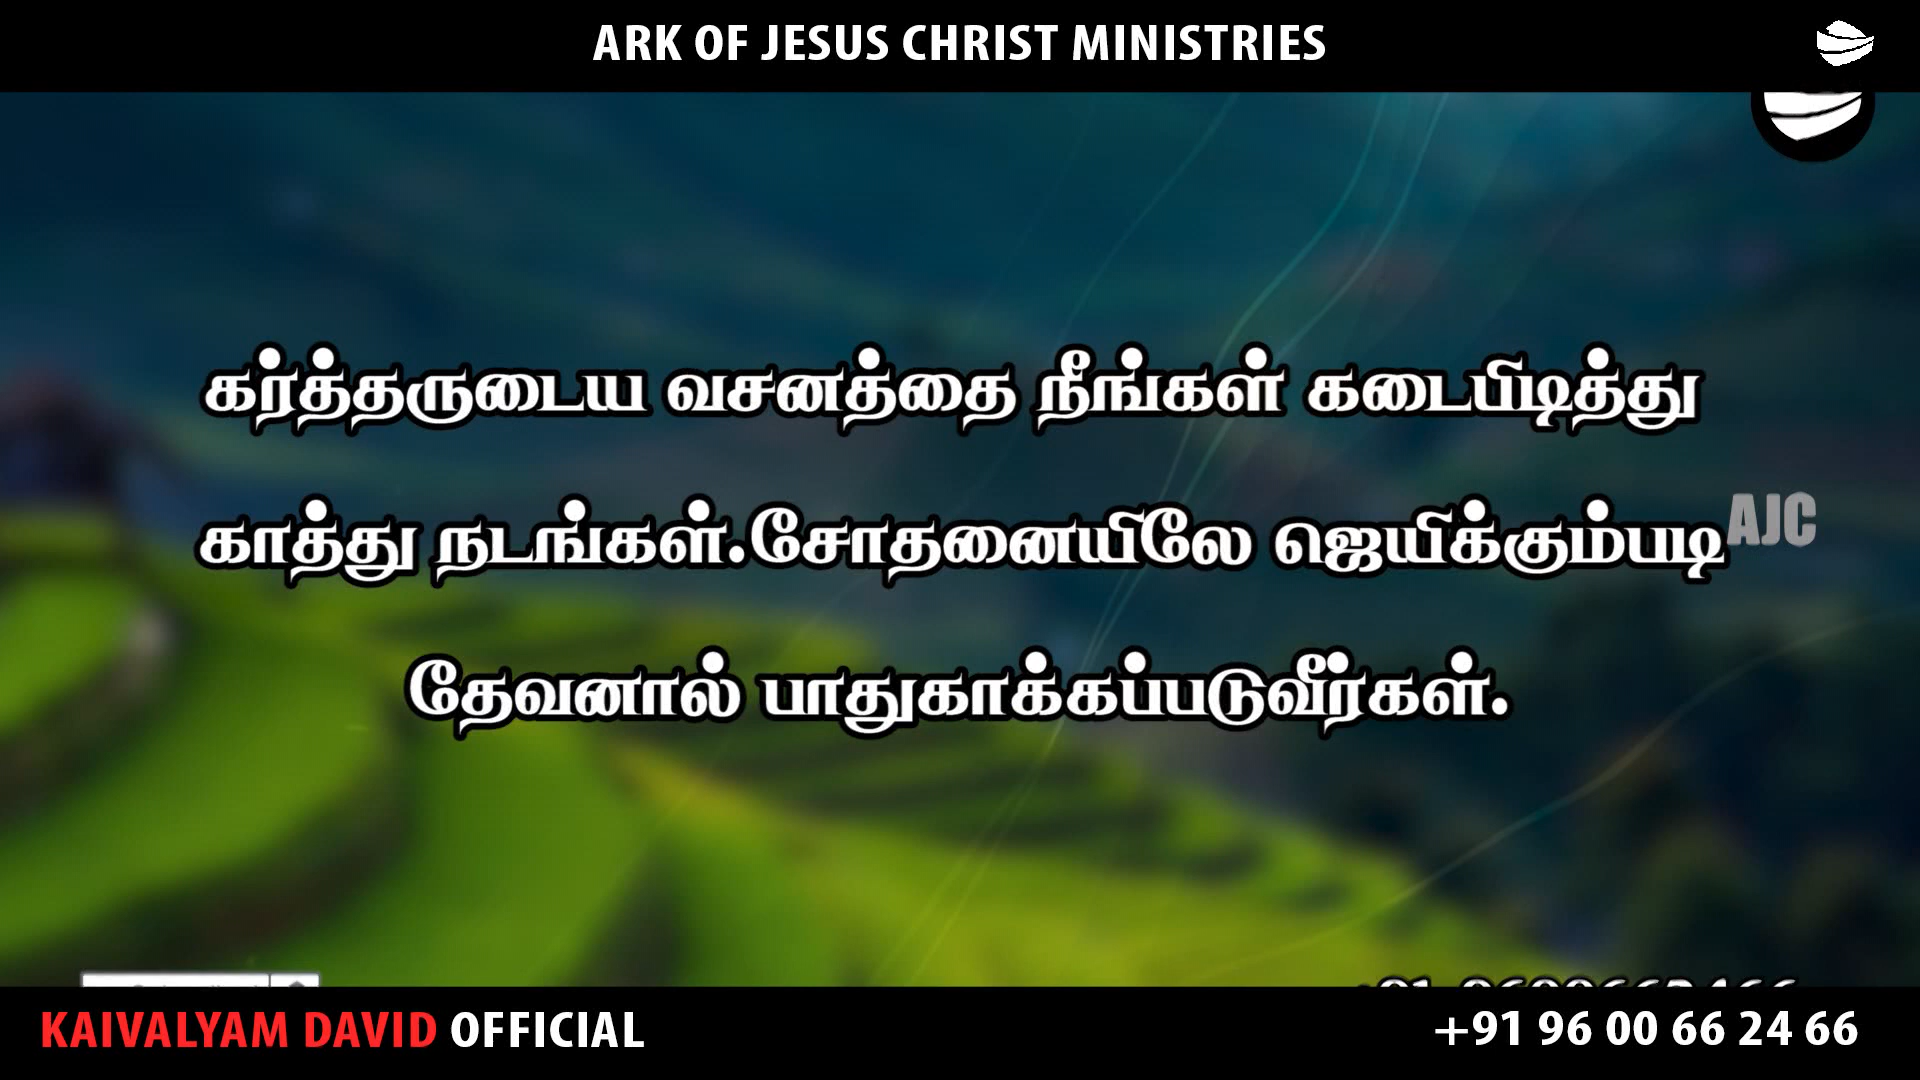 ARK OF JESUS CHRIST MINISTRIES
கர்த்தருடைய வசனத்தை நீங்கள் கடைபிடித்து
காத்து நடங்கள்.சோதனையிலே ஜெயிக்கும்படி
AJC
தேவனால் பாதுகாக்கப்படுவீர்கள்.
KAIVALYAM DAVID OFFICIAL
+91 96 00 66 24 66